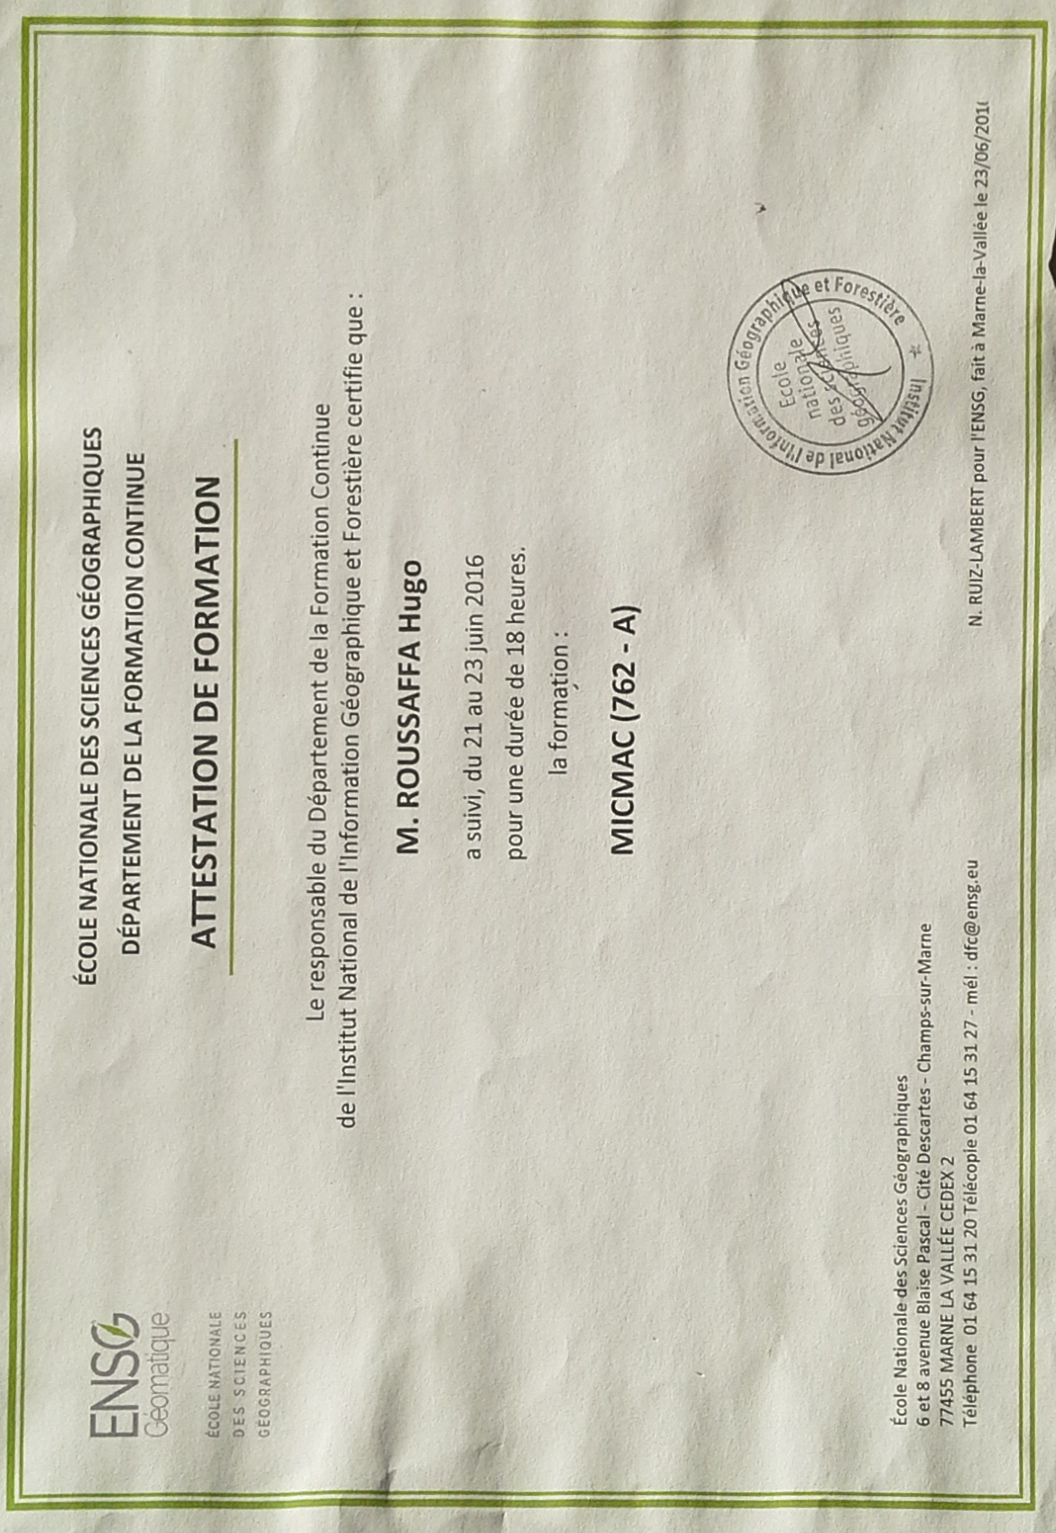 ENSG
Géomatique
ÉCOLE NATIONALE
DES SCIENCES
GÉOGRAPHIQUES
ÉCOLE NATIONALE DES SCIENCES GÉOGRAPHIQUES
DÉPARTEMENT DE LA FORMATION CONTINUE
ATTESTATION DE FORMATION
Le responsable du Département de la Formation Continue
de l'Institut National de l'Information Géographique et Forestière certifie que :
M. ROUSSAFFA Hugo
a suivi, du 21 au 23 juin 2016
pour une durée de 18 heures.
la formation :
MICMAC (762 - A)
Institut National de l'Information Géographique et Forestière
Ecole
nationale
des sciences
géographiques
École Nationale des Sciences Géographiques
6 et 8 avenue Blaise Pascal - Cité Descartes - Champs-sur-Marne
77455 MARNE LA VALLÉE CEDEX 2
Téléphone 01 64 15 31 20 Télécopie 01 64 15 31 27 - mél : dfc@ensg.eu
N. RUIZ-LAMBERT pour l'ENSG, fait à Marne-la-Vallée le 23/06/201